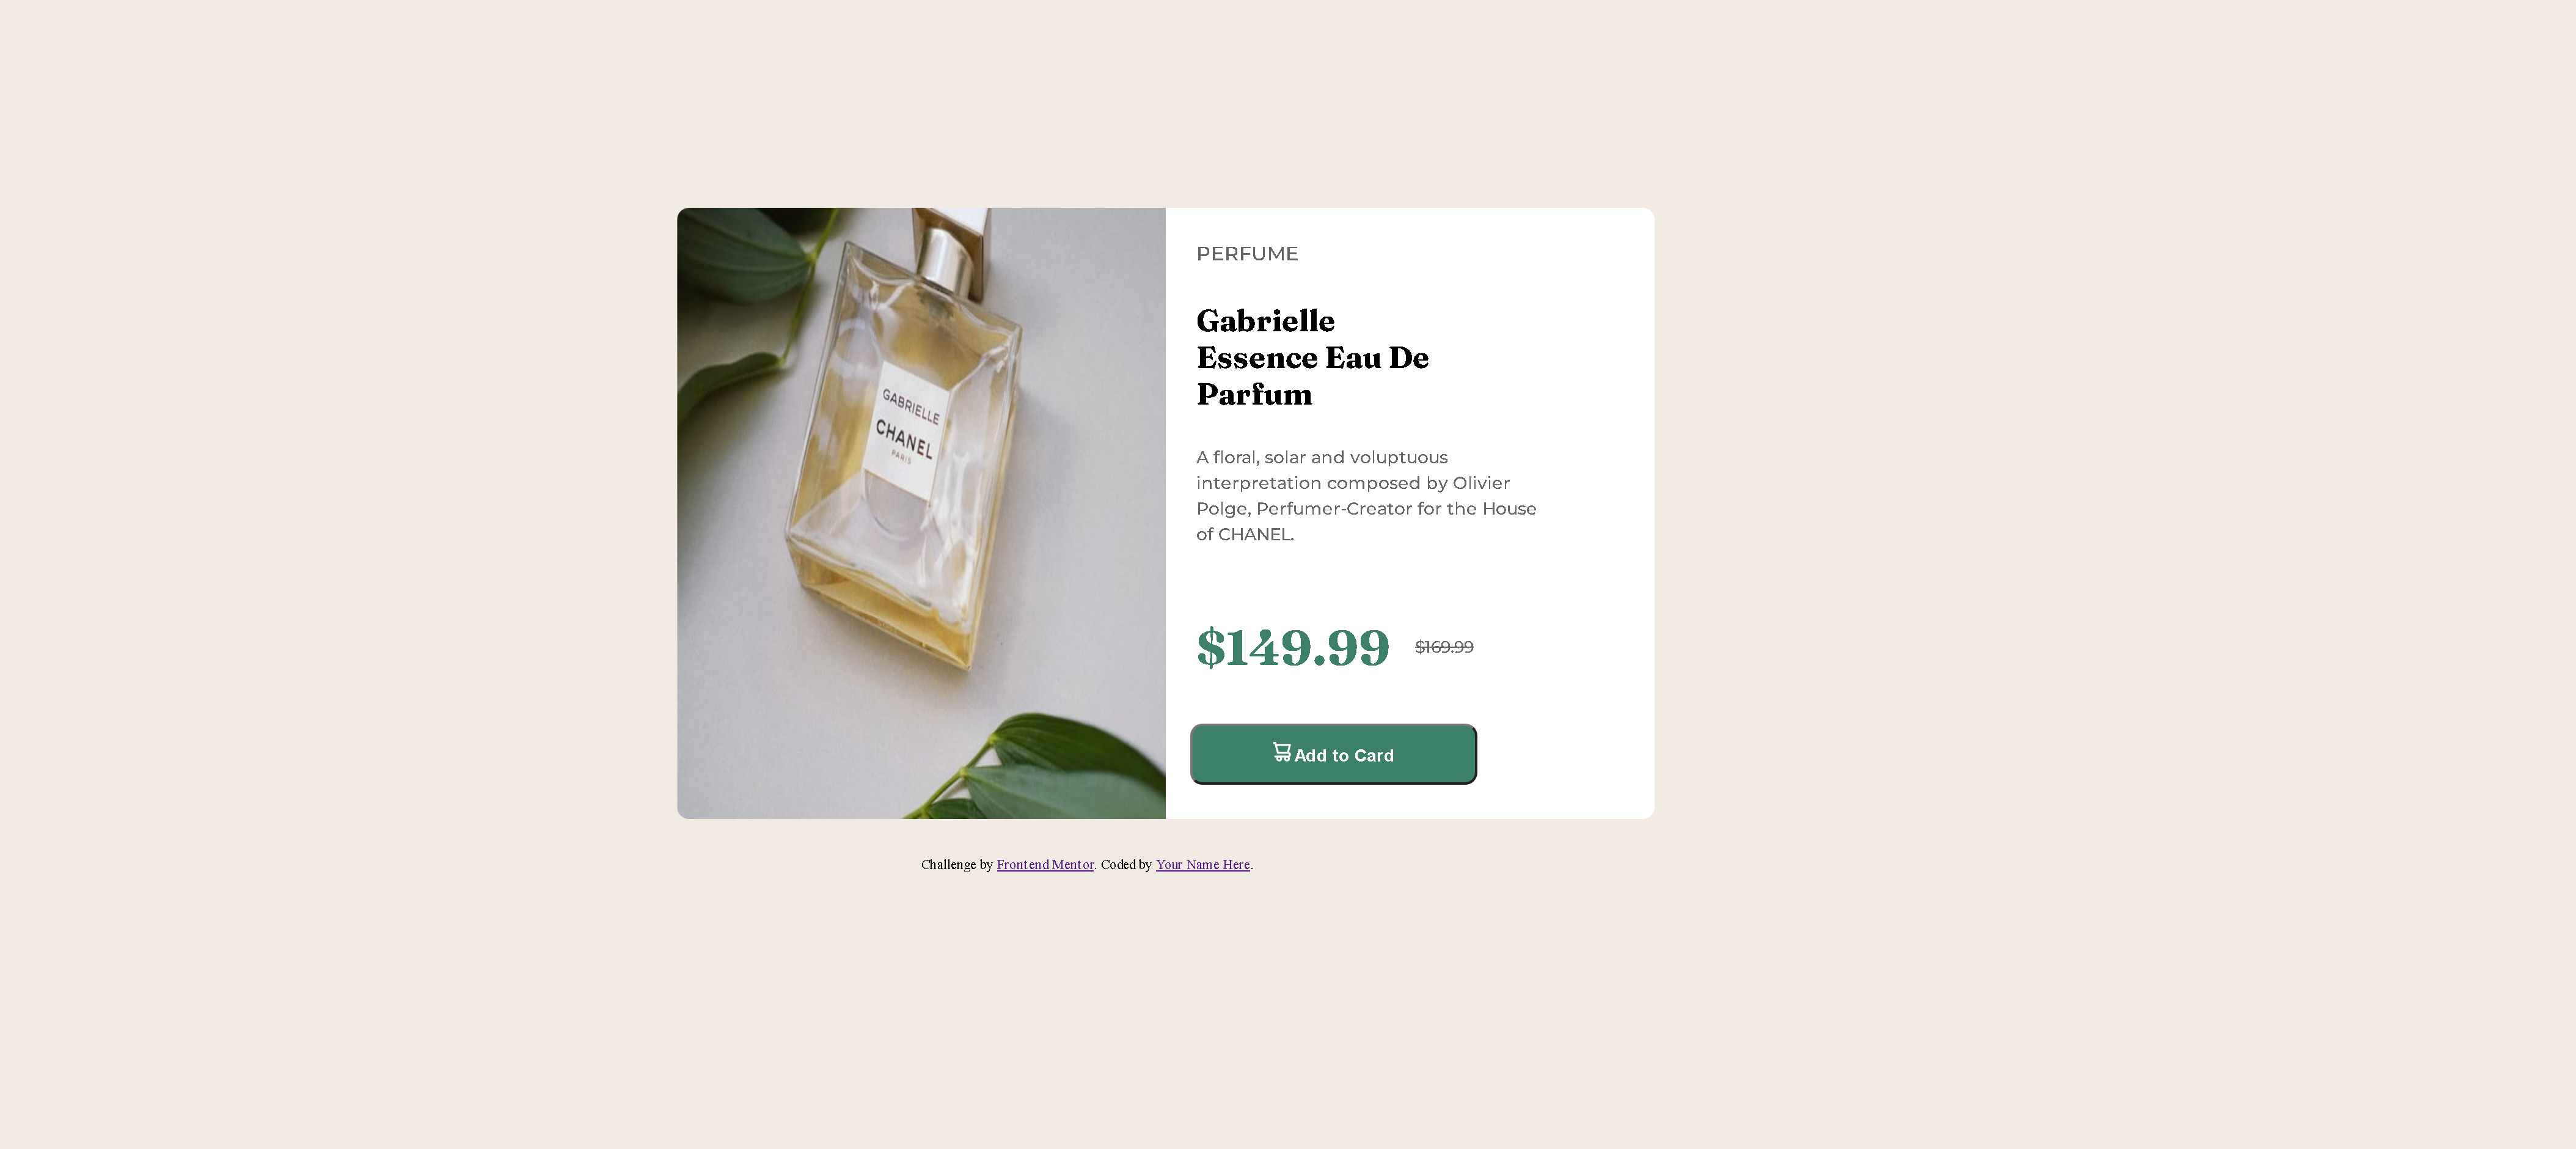 GABRIELLE
CHANEL
PARIS
PERFUME
Gabrielle
Essence Eau De
Parfum
A floral, solar and voluptuous
interpretation composed by Olivier
Polge, Perfumer-Creator for the House
of CHANEL.
$149.99 $169.99
Add to Card
Challenge by Frontend Mentor. Coded by Your Name Here.